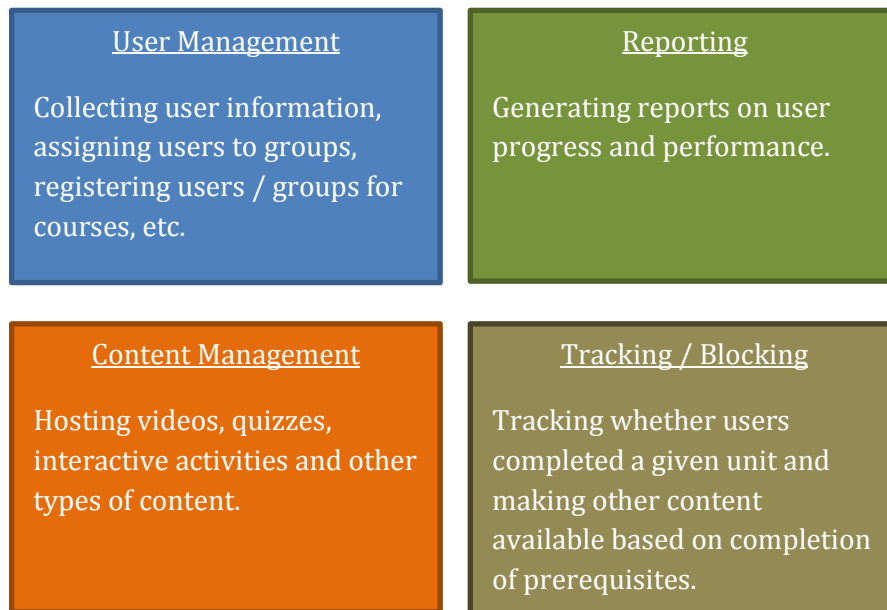 User Management
Collecting user information,
assigning users to groups,
registering users / groups for
courses, etc.
Reporting
Generating reports on user
progress and performance.
Content Management
Hosting videos, quizzes,
interactive activities and other
types of content.
Tracking / Blocking
Tracking whether users
completed a given unit and
making other content
available based on completion
of prerequisites.